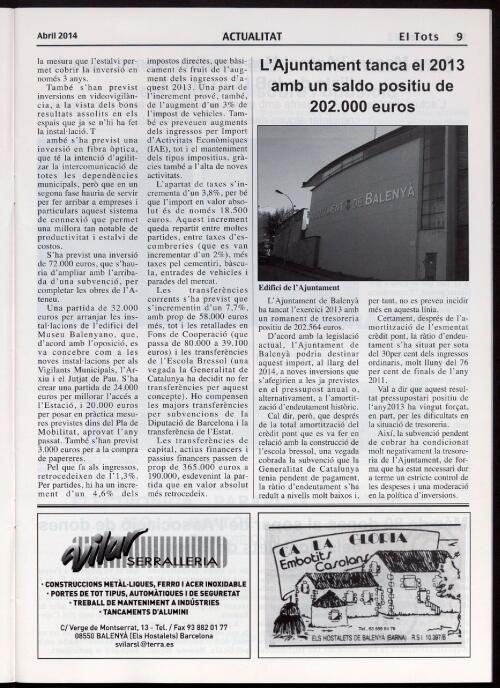 Abril 2014
ACTUALITAT
El Tots 9
la mesura que l'estalvi per-
met cobrir la inversió en
només 3 anys.
També s'han previst
inversions en videovigilàn-
cia, a la vista dels bons
resultats assolits en els
espais que ja se n'hi ha fet
la instal·lació. T
ambé s'ha previst una
inversió en fibra òptica,
que té la intenció d'agilit-
zar la intercomunicació de
totes les dependències
municipals, però que en un
segona fase hauria de servir
per fer arribar a empreses i
particulars aquest sistema
de connexió que permet
una millora tan notable de
productivitat i estalvi de
costos.
S'ha previst una inversió
de 72.000 euros, que s'hau-
ria d'ampliar amb l'arriba-
da d'una subvenció, per
completar les obres de l'A-
teneu.
Una partida de 32.000
euros per arranjar les ins-
tal·lacions de l'edifici del
Museu Balenyano, que,
d'acord amb l'oposició, es
va concebre com a les
noves instal·lacions per als
Vigilants Municipals, l'Ar-
xiu i el Jutjat de Pau. S'ha
crear una partida de 24.000
euros per millorar l'accés a
l'Estació, i 20.000 euros
per posar en pràctica mesu-
res previstes dins del Pla de
Mobilitat, aprovat l'any
passat. També s'han previst
3.000 euros per a la compra
de papereres.
Pel que fa als ingressos,
retrocedeixen de l'1,3%.
Per partides, hi ha un incre-
ment d'un 4,6% dels
impostos directes, que bàsi-
cament és fruit de l'aug-
ment dels ingressos d'a-
quest 2013. Una part de
l'increment prové, també,
de l'augment d'un 3% de
l'impost de vehicles. Tam-
bé es preveuen augments
dels ingressos per Import
d'Activitats Econòmiques
(IAE), tot i el manteniment
dels tipus impositius, grà-
cies també a l'alta de noves
activitats.
L'apartat de taxes s'in-
crementa d'un 3,8%, per bé
que l'import en valor abso-
lut és de només 18.500
euros. Aquest increment
queda repartit entre moltes
partides, entre taxes d'es-
combreries (que es van
incrementar d'un 2%), més
taxes pel cementiri, bàscu-
la, entrades de vehicles i
parades del mercat.
Les transferències
corrents s'ha previst que
s'incrementin d'un 7,7%,
amb prop de 58.000 euros
més, tot i les retallades en
Fons de Cooperació (que
passa de 80.000 a 39.100
euros) i les transferències
de l'Escola Bressol (una
vegada la Generalitat de
Catalunya ha decidit no fer
transferències per aquest
concepte). Ho compensen
les majors transferències
per subvencions de la
Diputació de Barcelona i la
transferència de l'Estat.
Les transferències de
capital, actius financers i
passius financers passen de
prop de 365.000 euros a
190.000, esdevenint la par-
tida que en valor absolut
més retrocedeix.
L'Ajuntament tanca el 2013
amb un saldo positiu de
202.000 euros
AJUNTAMENT DE BALENYÀ
Edifici de l'Ajuntament
L'Ajuntament de Balenyà
ha tancat l'exercici 2013 amb
un romanent de tresoreria
positiu de 202.564 euros.
D'acord amb la legislació
actual, l'Ajuntament de
Balenyà podria destinar
aquest import, al llarg del
2014, a noves inversions que
s'afegirien a les ja previstes
en el pressupost anual o,
alternativament, a l'amortit-
zació d'endeutament històric.
Cal dir, però, que després
de la total amortització del
crèdit pont que es va fer en
relació amb la construcció de
l'escola bressol, una vegada
cobrada la subvenció que la
Generalitat de Catalunya
tenia pendent de pagament,
la ràtio d'endeutament s'ha
reduït a nivells molt baixos i,
per tant, no es preveu incidir
més en aquesta línia.
Certament, després de l'a-
mortització de l'esmentat
crèdit pont, la ràtio d'endeu-
tament s'ha situat per sota
del 30per cent dels ingressos
ordinaris, molt lluny del 76
per cent de finals de l'any
2011.
Val a dir que aquest resul-
tat pressupostari positiu de
l'any2013 ha vingut forçat,
en part, per les dificultats en
la situació de tresoreria.
Així, la subvenció pendent
de cobrar ha condicionat
molt negativament la tresore-
ria de l'Ajuntament, de for-
ma que ha estat necessari dur
a terme un estricte control de
les despeses i una moderació
en la política d'inversions.
vilar
SERRALLERIA
· CONSTRUCCIONS METÀL·LIQUES, FERRO I ACER INOXIDABLE
· PORTES DE TOT TIPUS, AUTOMÀTIQUES I DE SEGURETAT
· TREBALL DE MANTENIMENT A INDÚSTRIES
· TANCAMENTS D'ALUMINI
C/ Verge de Montserrat, 13 - Tel. / Fax 93 882 01 77
08550 BALENYÀ (Els Hostalets) Barcelona
svilarsl@terra.es
CA LA GLORIA
Embotits
Casolans
ELS HOSTALETS DE BALENYA (BARNA) R.S.I. 10.397/B